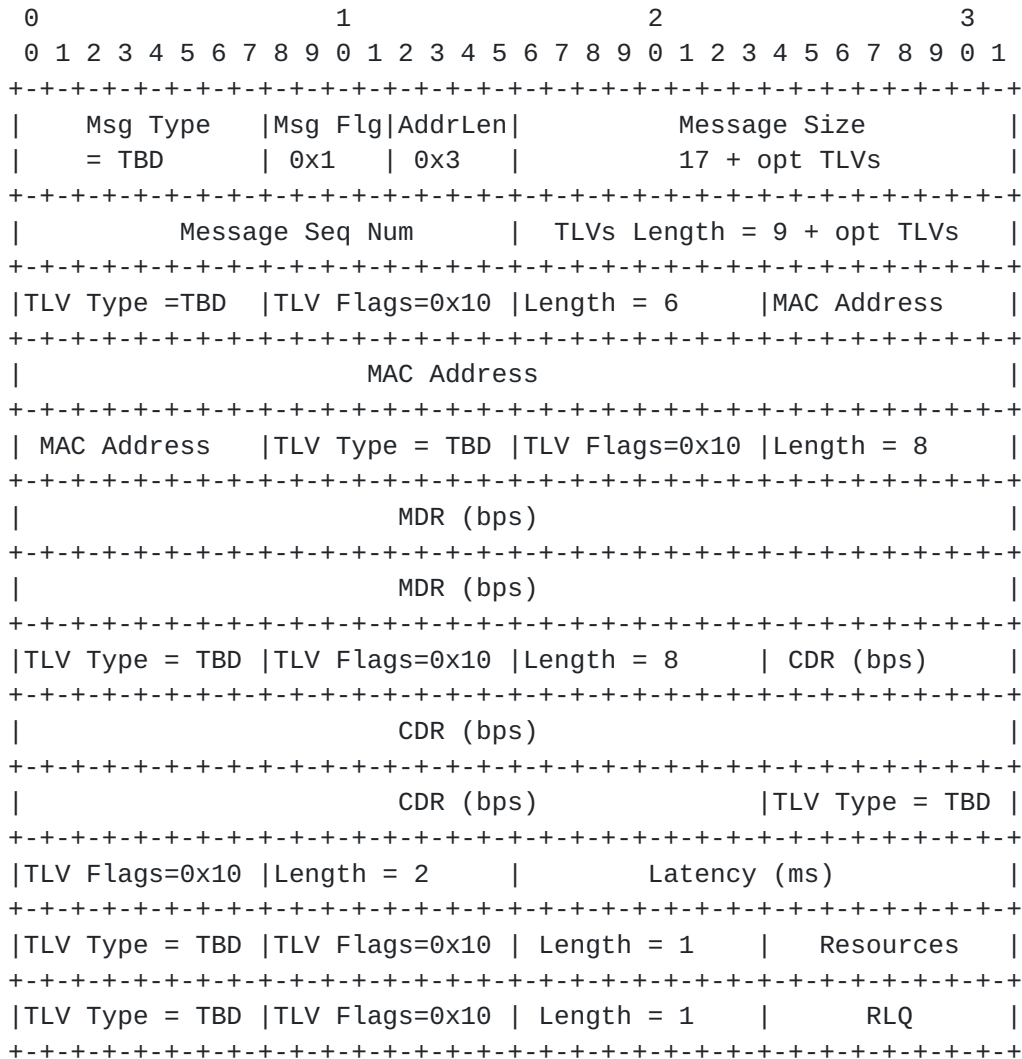 0                   1                   2                   3
 0 1 2 3 4 5 6 7 8 9 0 1 2 3 4 5 6 7 8 9 0 1 2 3 4 5 6 7 8 9 0 1
+-+-+-+-+-+-+-+-+-+-+-+-+-+-+-+-+-+-+-+-+-+-+-+-+-+-+-+-+-+-+-+-+
|    Msg Type   |Msg Flg|AddrLen|          Message Size         |
|    = TBD      | 0x1   | 0x3   |          17 + opt TLVs        |
+-+-+-+-+-+-+-+-+-+-+-+-+-+-+-+-+-+-+-+-+-+-+-+-+-+-+-+-+-+-+-+-+
|          Message Seq Num      |  TLVs Length = 9 + opt TLVs   |
+-+-+-+-+-+-+-+-+-+-+-+-+-+-+-+-+-+-+-+-+-+-+-+-+-+-+-+-+-+-+-+-+
|TLV Type =TBD  |TLV Flags=0x10 |Length = 6     |MAC Address    |
+-+-+-+-+-+-+-+-+-+-+-+-+-+-+-+-+-+-+-+-+-+-+-+-+-+-+-+-+-+-+-+-+
|                      MAC Address                              |
+-+-+-+-+-+-+-+-+-+-+-+-+-+-+-+-+-+-+-+-+-+-+-+-+-+-+-+-+-+-+-+-+
| MAC Address   |TLV Type = TBD |TLV Flags=0x10 |Length = 8     |
+-+-+-+-+-+-+-+-+-+-+-+-+-+-+-+-+-+-+-+-+-+-+-+-+-+-+-+-+-+-+-+-+
|                        MDR (bps)                              |
+-+-+-+-+-+-+-+-+-+-+-+-+-+-+-+-+-+-+-+-+-+-+-+-+-+-+-+-+-+-+-+-+
|                        MDR (bps)                              |
+-+-+-+-+-+-+-+-+-+-+-+-+-+-+-+-+-+-+-+-+-+-+-+-+-+-+-+-+-+-+-+-+
|TLV Type = TBD |TLV Flags=0x10 |Length = 8     | CDR (bps)     |
+-+-+-+-+-+-+-+-+-+-+-+-+-+-+-+-+-+-+-+-+-+-+-+-+-+-+-+-+-+-+-+-+
|                        CDR (bps)                              |
+-+-+-+-+-+-+-+-+-+-+-+-+-+-+-+-+-+-+-+-+-+-+-+-+-+-+-+-+-+-+-+-+
|                        CDR (bps)              |TLV Type = TBD |
+-+-+-+-+-+-+-+-+-+-+-+-+-+-+-+-+-+-+-+-+-+-+-+-+-+-+-+-+-+-+-+-+
|TLV Flags=0x10 |Length = 2     |        Latency (ms)           |
+-+-+-+-+-+-+-+-+-+-+-+-+-+-+-+-+-+-+-+-+-+-+-+-+-+-+-+-+-+-+-+-+
|TLV Type = TBD |TLV Flags=0x10 | Length = 1    |   Resources   |
+-+-+-+-+-+-+-+-+-+-+-+-+-+-+-+-+-+-+-+-+-+-+-+-+-+-+-+-+-+-+-+-+
|TLV Type = TBD |TLV Flags=0x10 | Length = 1    |      RLQ      |
+-+-+-+-+-+-+-+-+-+-+-+-+-+-+-+-+-+-+-+-+-+-+-+-+-+-+-+-+-+-+-+-+